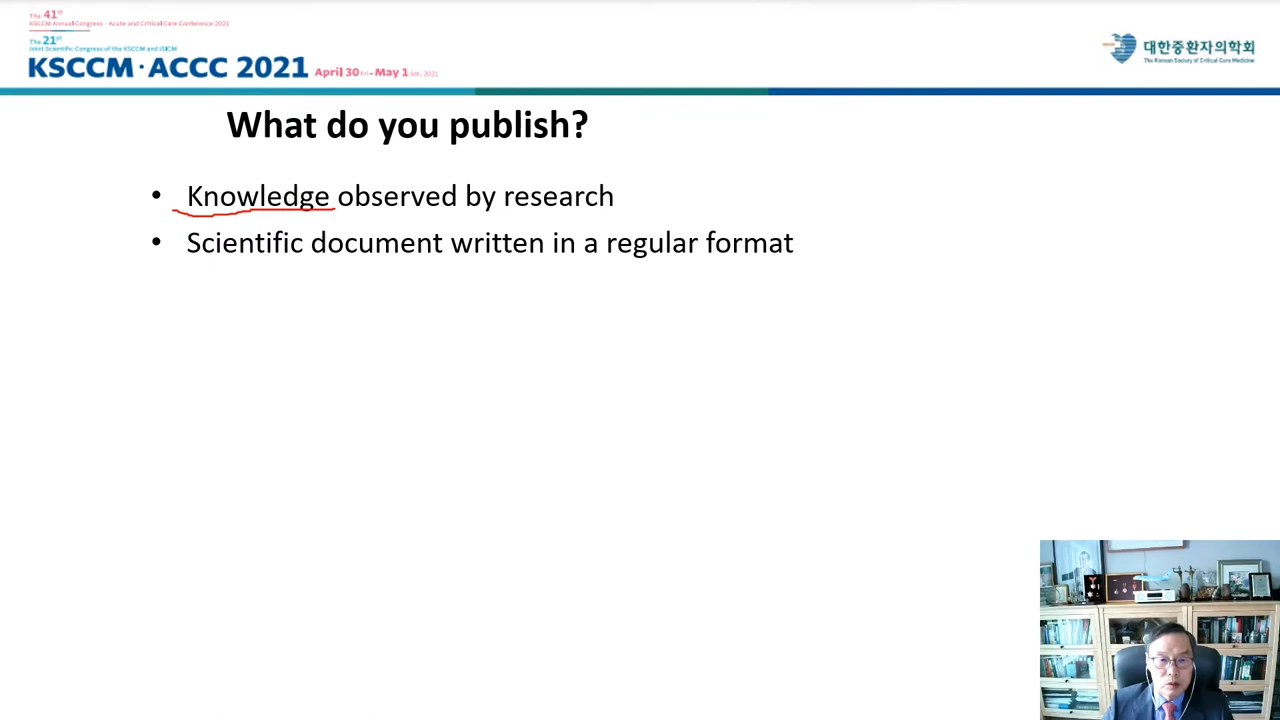 The 41st
KSCCM Annual Congress · Acute and Critical Care Conference 2021
The 21st
Joint Scientific Congress of the KSCCM and JSICM
KSCCM · ACCC 2021 April 30 Fri - May 1 Sat, 2021
대한중환자의학회
The Korean Society of Critical Care Medicine
What do you publish?
• Knowledge observed by research
• Scientific document written in a regular format